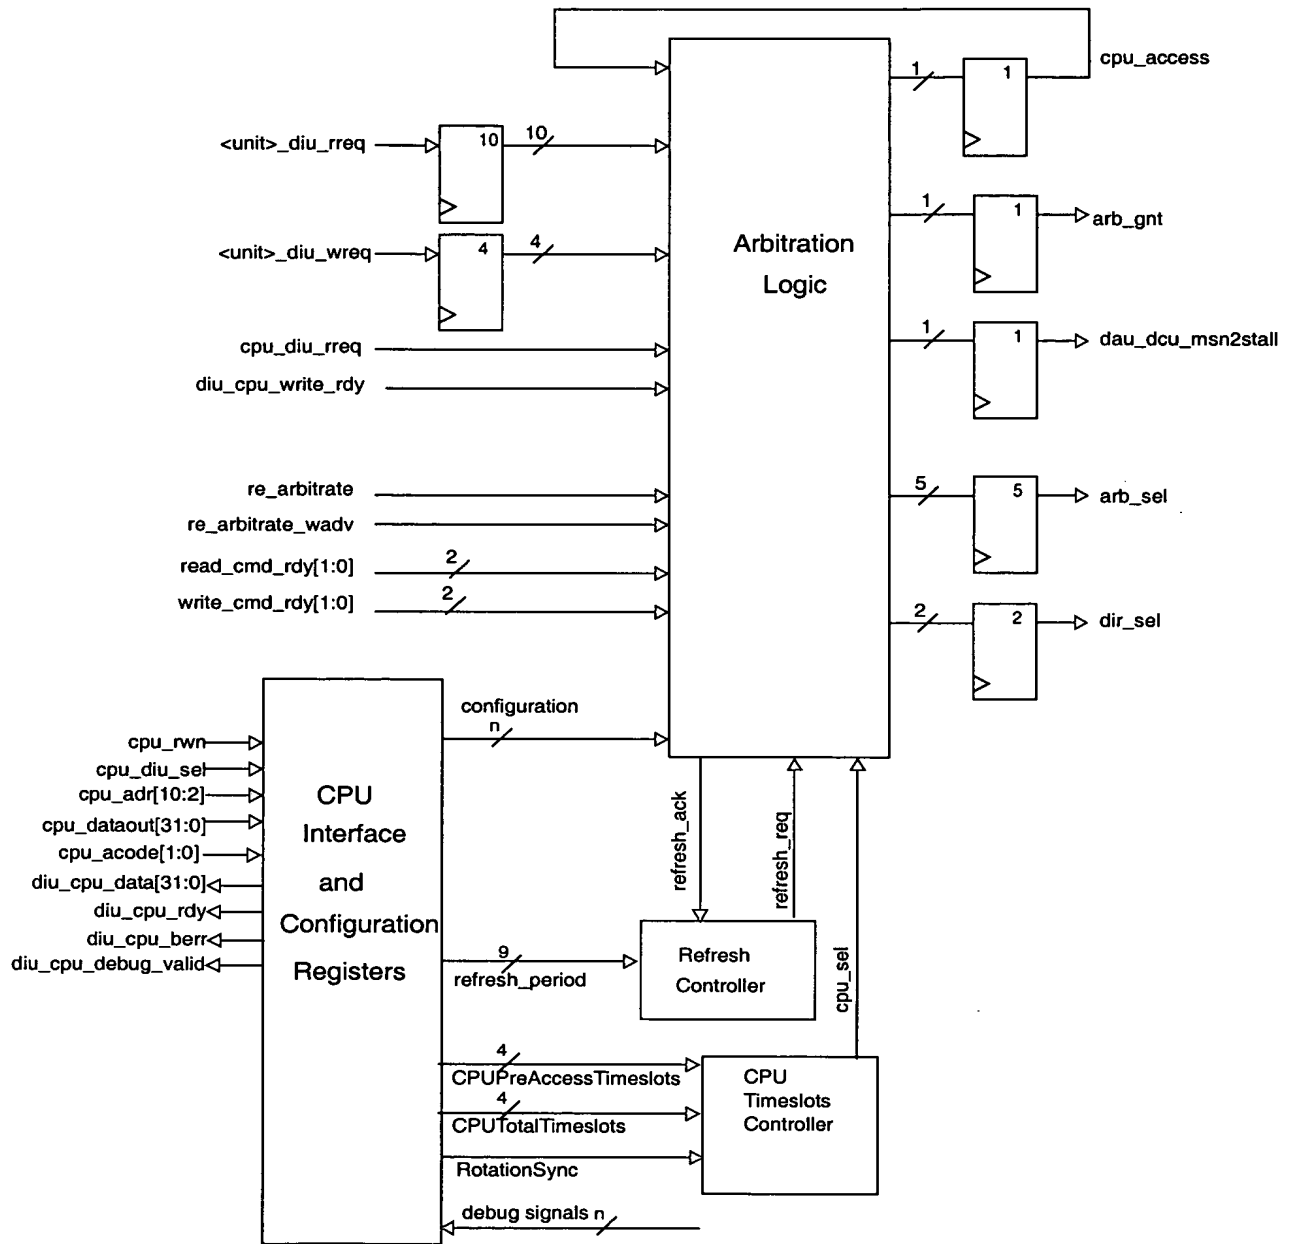 cpu_access
1
1
<unit>_diu_rreq
10
10
1
1
arb_gnt
<unit>_diu_wreq
4
4
Arbitration
Logic
cpu_diu_rreq
1
1
dau_dcu_msn2stall
diu_cpu_write_rdy
re_arbitrate
5
5
arb_sel
re_arbitrate_wadv
read_cmd_rdy[1:0]
2
write_cmd_rdy[1:0]
2
2
2
dir_sel
configuration
n
cpu_rwn
cpu_diu_sel
cpu_adr[10:2]
cpu_dataout[31:0]
cpu_acode[1:0]
diu_cpu_data[31:0]
diu_cpu_rdy
diu_cpu_berr
diu_cpu_debug_valid
CPU
Interface
and
Configuration
Registers
refresh_ack
refresh_req
cpu_sel
9
refresh_period
Refresh
Controller
4
CPUPreAccessTimeslots
4
CPUTotalTimeslots
RotationSync
CPU
Timeslots
Controller
debug signals n